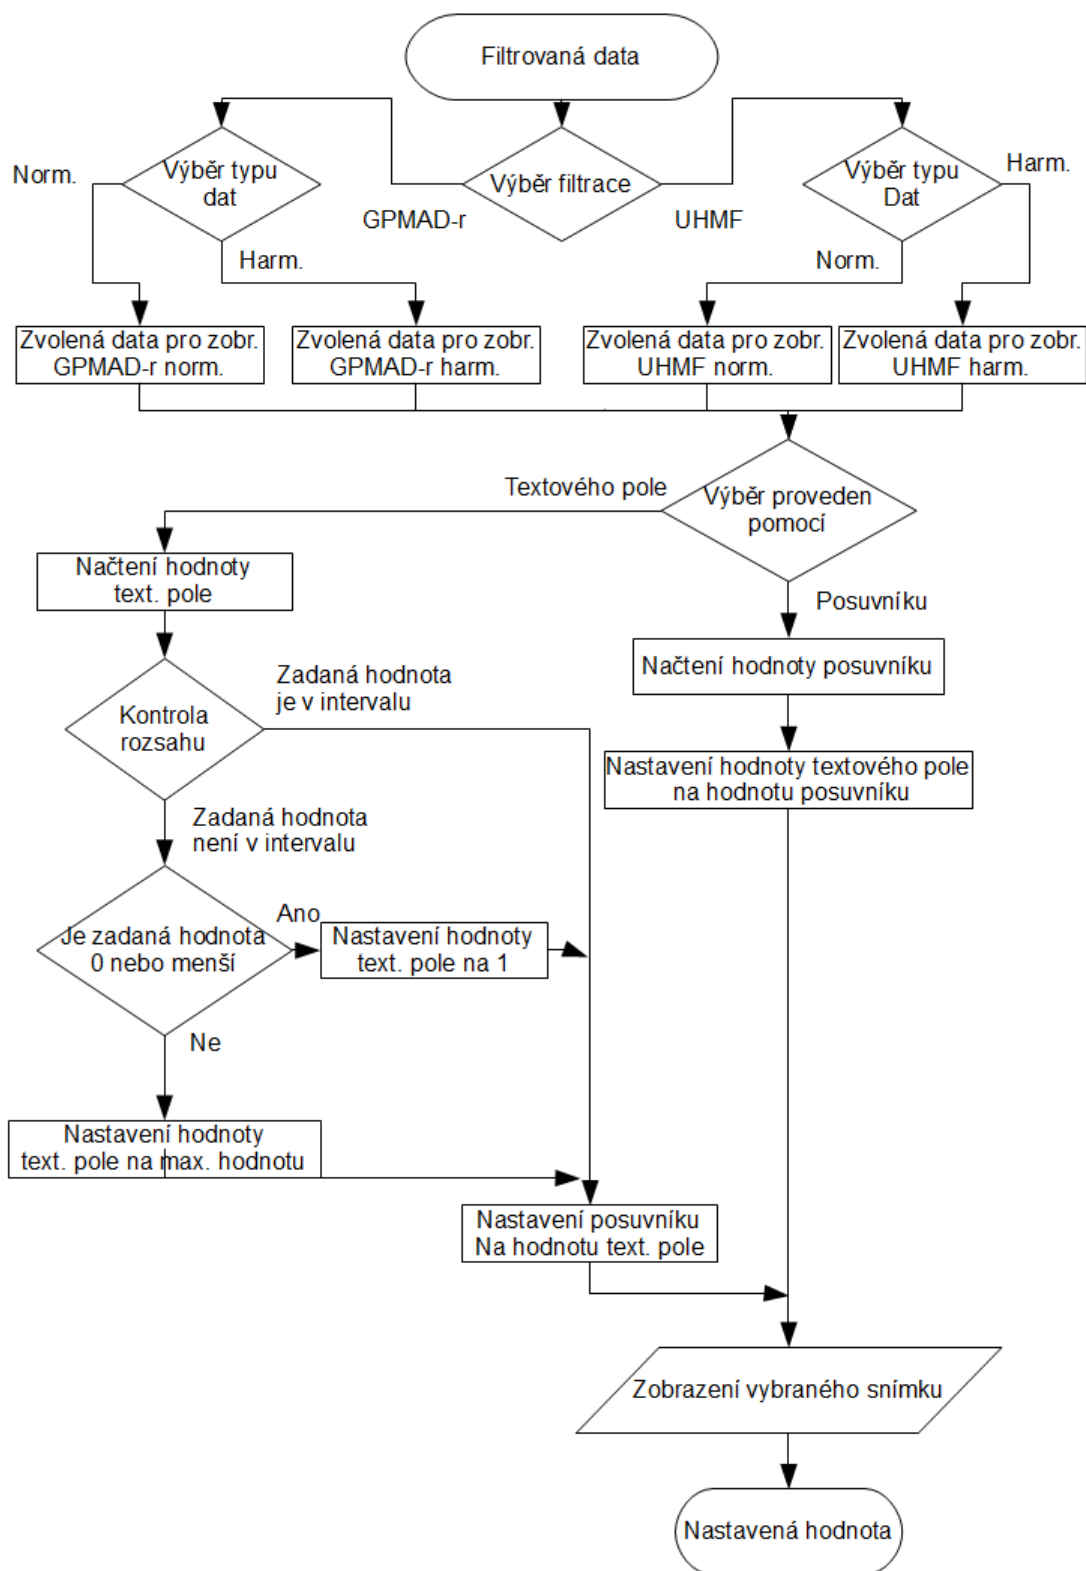 Filtrovaná data
Výběr typu
dat
Výběr filtrace
Výběr typu
Dat
Norm.
Harm.
GPMAD-r
UHMF
Harm.
Norm.
Zvolená data pro zobr.
GPMAD-r norm.
Zvolená data pro zobr.
GPMAD-r harm.
Zvolená data pro zobr.
UHMF norm.
Zvolená data pro zobr.
UHMF harm.
Textového pole
Výběr proveden
pomocí
Načtení hodnoty
text. pole
Posuvníku
Načtení hodnoty posuvníku
Zadaná hodnota
je v intervalu
Kontrola
rozsahu
Nastavení hodnoty textového pole
na hodnotu posuvníku
Zadaná hodnota
není v intervalu
Je zadaná hodnota
0 nebo menší
Ano
Nastavení hodnoty
text. pole na 1
Ne
Nastavení hodnoty
text. pole na max. hodnotu
Nastavení posuvníku
Na hodnotu text. pole
Zobrazení vybraného snímku
Nastavená hodnota